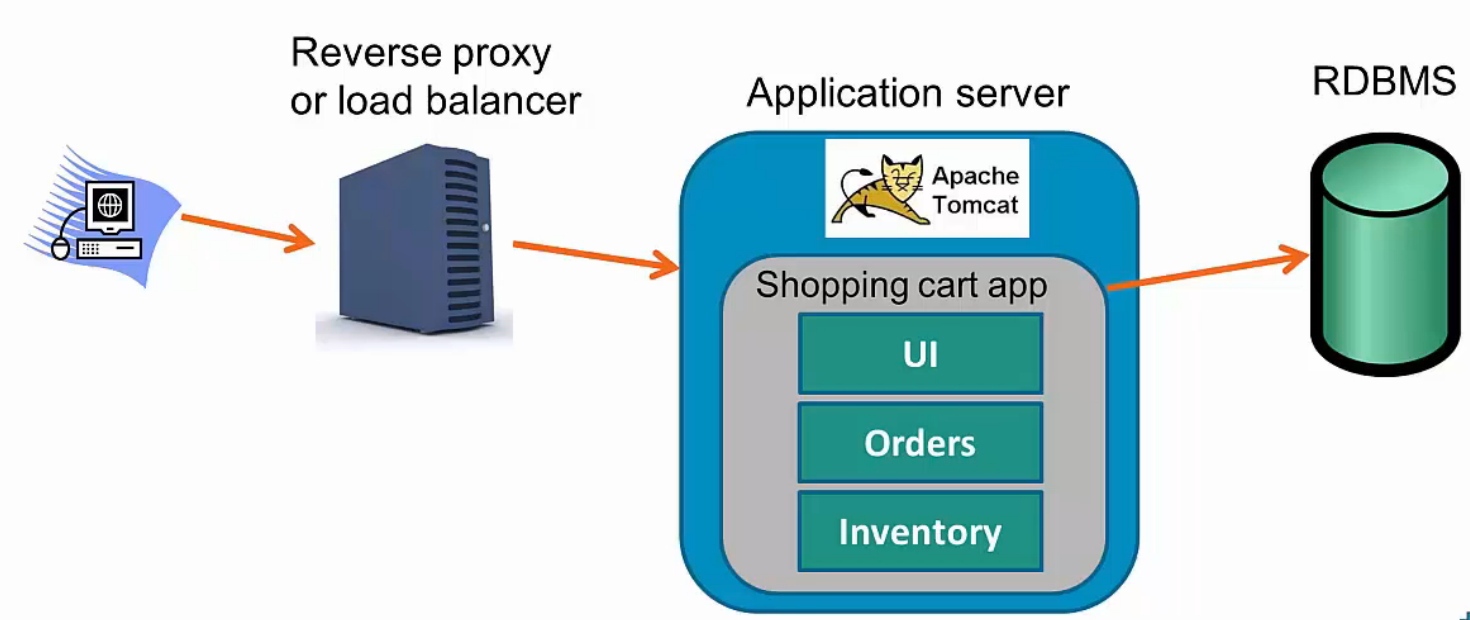 Reverse proxy
or load balancer
Application server
RDBMS
Apache
Tomcat
Shopping cart app
UI
Orders
Inventory